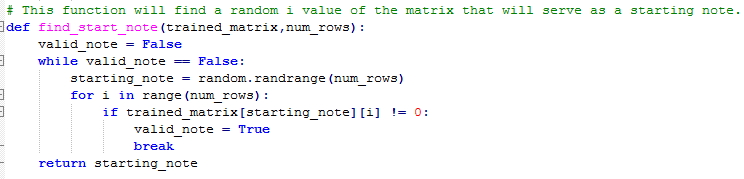 # This function will find a random i value of the matrix that will serve as a starting note.
def find_start_note(trained_matrix,num_rows):
    valid_note = False
    while valid_note == False:
        starting_note = random.randrange(num_rows)
        for i in range(num_rows):
            if trained_matrix[starting_note][i] != 0:
                valid_note = True
                break
    return starting_note